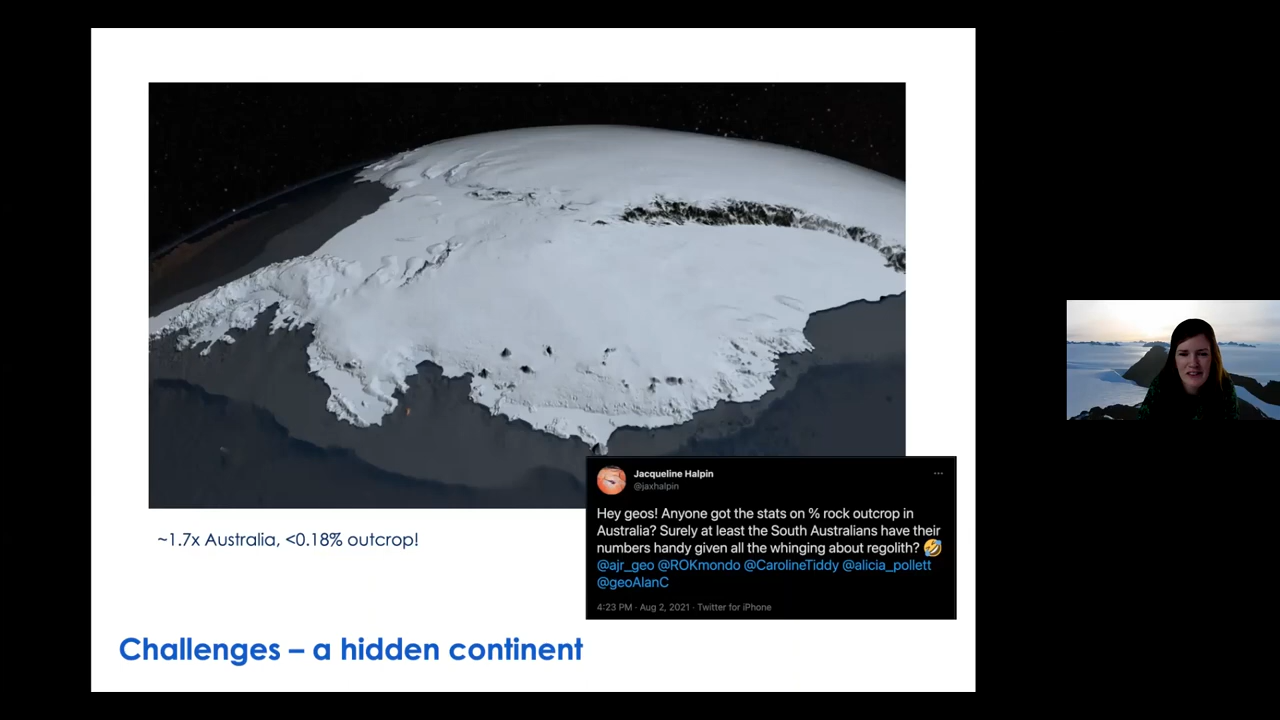 Jacqueline Halpin
@jaxhalpin
Hey geos! Anyone got the stats on % rock outcrop in
Australia? Surely at least the South Australians have their
numbers handy given all the whinging about regolith? 🤣
@ajr_geo @ROKmondo @CarolineTiddy @alicia_pollett
@geoAlanC
4:23 PM · Aug 2, 2021 · Twitter for iPhone
~1.7x Australia, <0.18% outcrop!
Challenges – a hidden continent